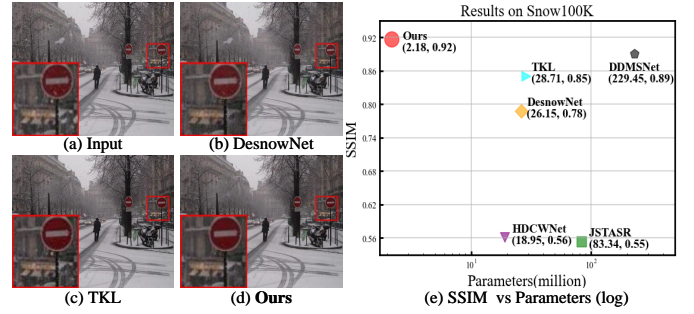 (a) Input
(b) DesnowNet
(c) TKL
(d) Ours
Results on Snow100K
SSIM
0.92
0.86
0.80
0.74
0.68
0.62
0.56
Ours
(2.18, 0.92)
TKL
(28.71, 0.85)
DDMSNet
(229.45, 0.89)
DesnowNet
(26.15, 0.78)
HDCWNet
(18.95, 0.56)
JSTASR
(83.34, 0.55)
10¹
10²
Parameters(million)
(e) SSIM vs Parameters (log)